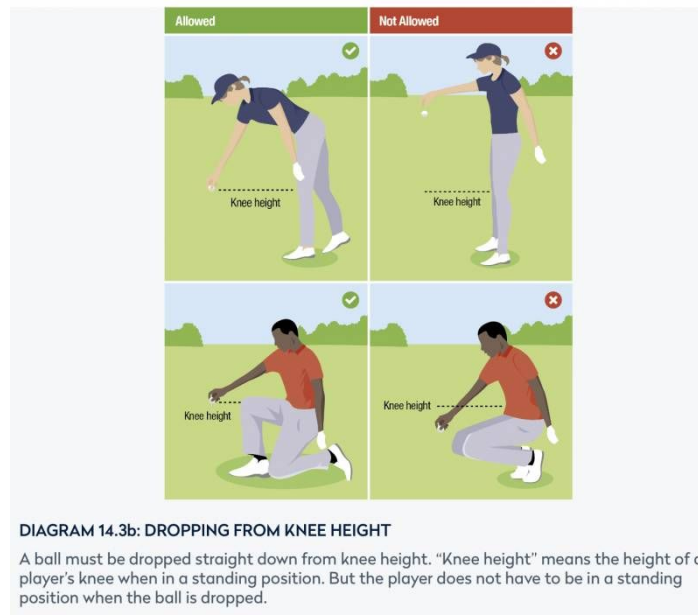 Allowed
Not Allowed
Knee height
Knee height
Knee height
Knee height
DIAGRAM 14.3b: DROPPING FROM KNEE HEIGHT
A ball must be dropped straight down from knee height. “Knee height” means the height of a
player’s knee when in a standing position. But the player does not have to be in a standing
position when the ball is dropped.